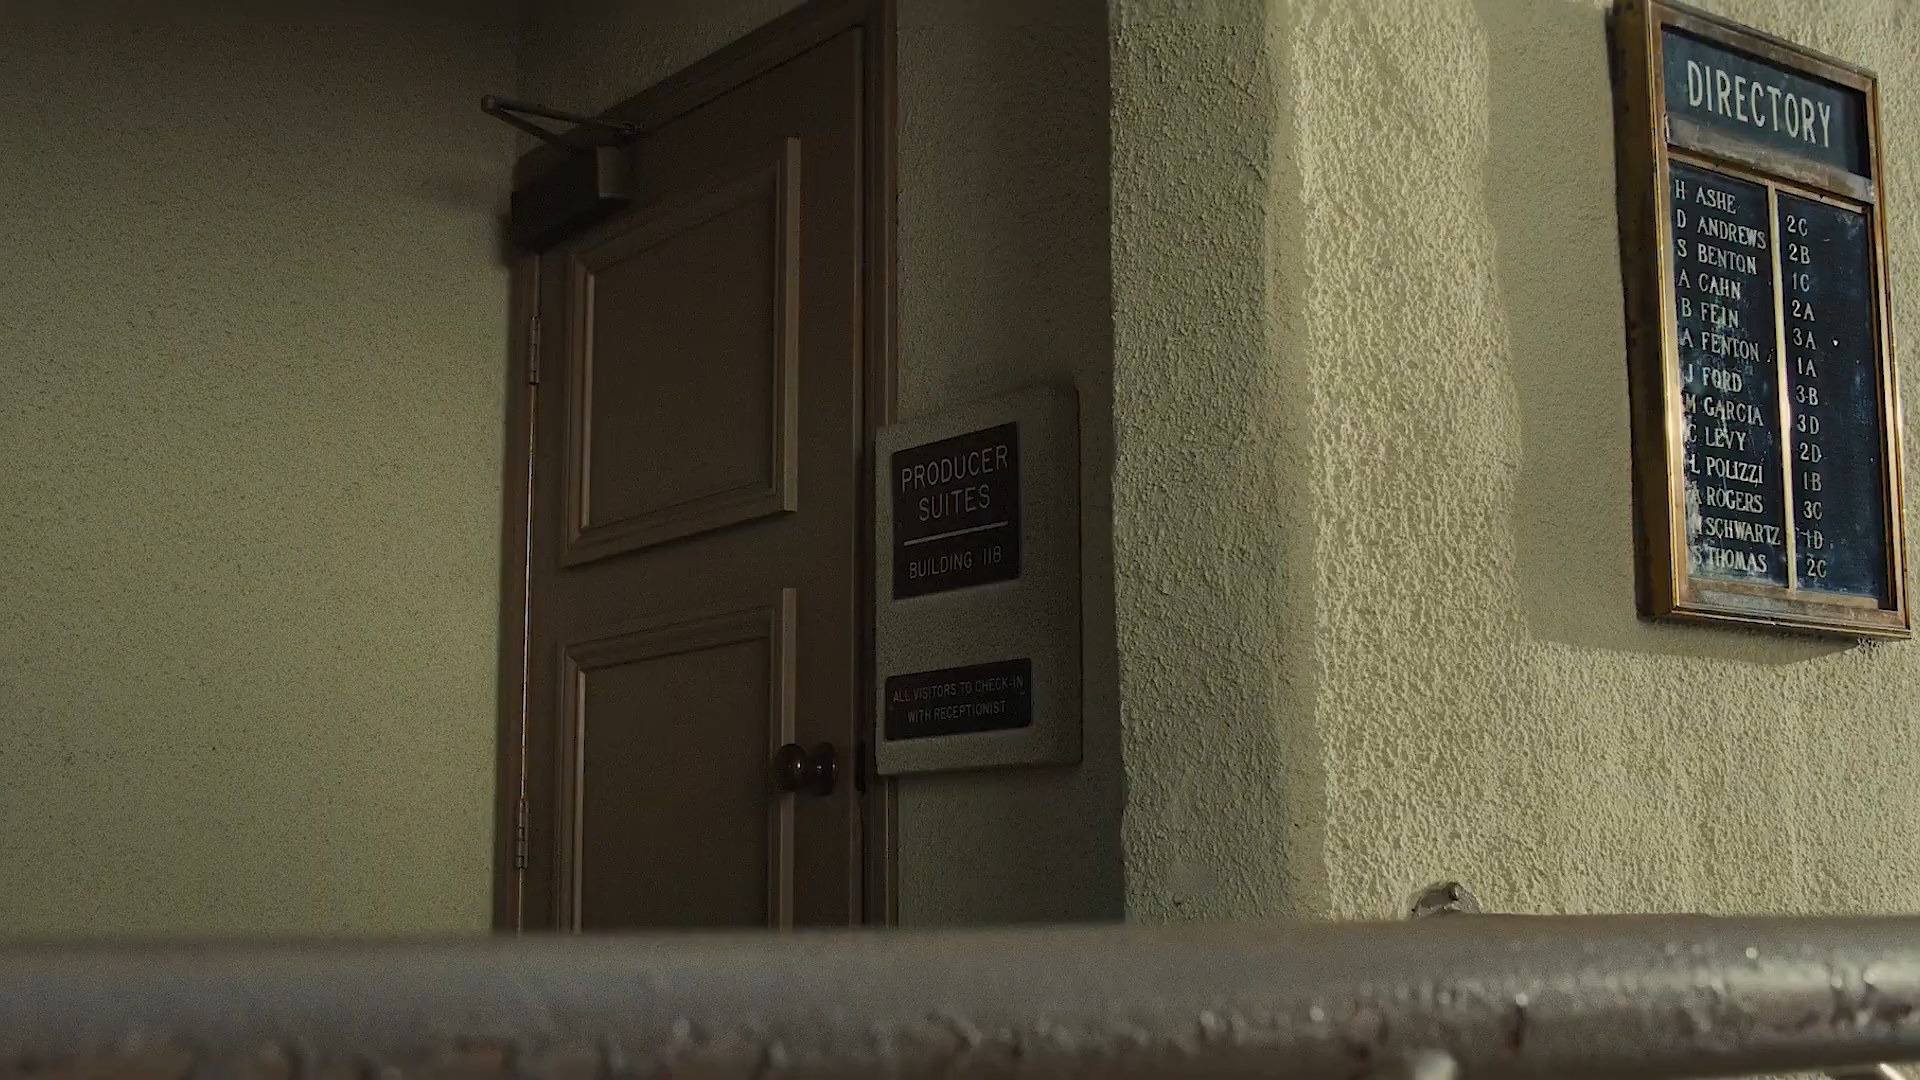 PRODUCER
SUITES
BUILDING 11B
ALL VISITORS TO CHECK-IN
WITH RECEPTIONIST
DIRECTORY
H ASHE 2C
D ANDREWS 2B
S BENTON 1C
A CAHN 2A
B FEIN 3A
A FENTON 1A
J FORD 3B
M GARCIA 3D
C LEVY 2D
L POLIZZI 1B
A ROGERS 3C
SCHWARTZ 1D
S THOMAS 2C